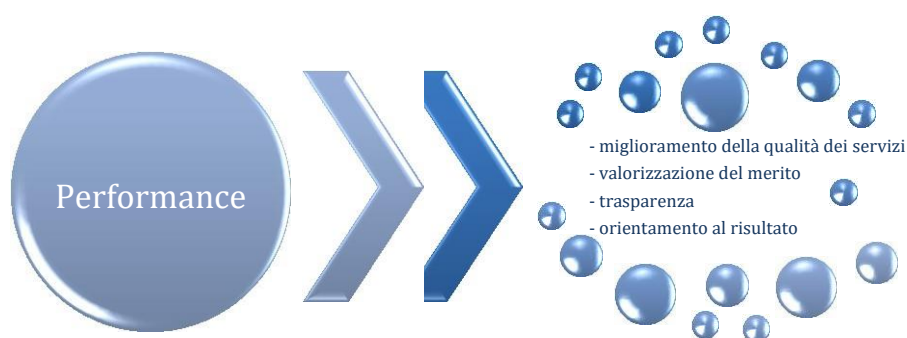 Performance
- miglioramento della qualità dei servizi
- valorizzazione del merito
- trasparenza
- orientamento al risultato